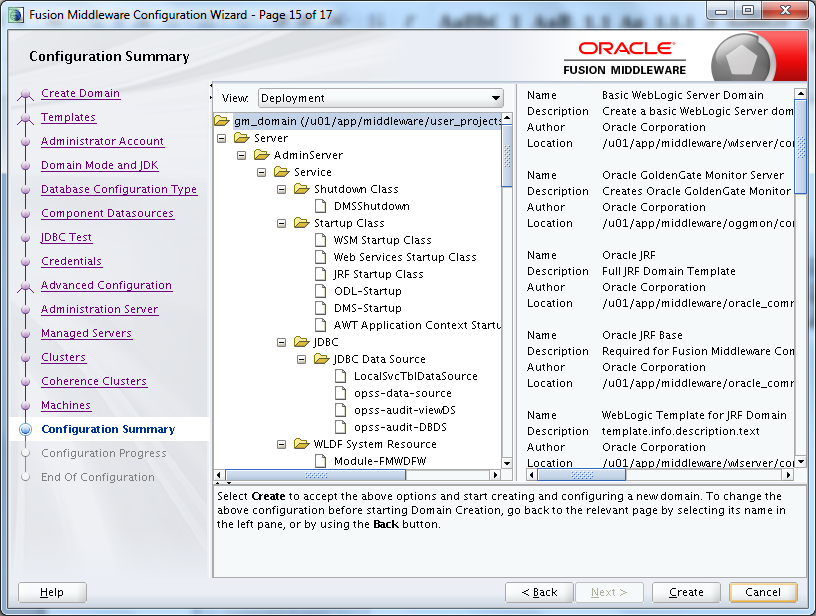 Fusion Middleware Configuration Wizard - Page 15 of 17
Configuration Summary
ORACLE
FUSION MIDDLEWARE
Create Domain
Templates
Administrator Account
Domain Mode and JDK
Database Configuration Type
Component Datasources
JDBC Test
Credentials
Advanced Configuration
Administration Server
Managed Servers
Clusters
Coherence Clusters
Machines
Configuration Summary
Configuration Progress
End Of Configuration
View: Deployment
gm_domain (/u01/app/middleware/user_projects
Server
AdminServer
Service
Shutdown Class
DMSShutdown
Startup Class
WSM Startup Class
Web Services Startup Class
JRF Startup Class
ODL-Startup
DMS-Startup
AWT Application Context Startu
JDBC
JDBC Data Source
LocalSvcTblDataSource
opss-data-source
opss-audit-viewDS
opss-audit-DBDS
WLDF System Resource
Module-FMWDFW
Name Basic WebLogic Server Domain
Description Create a basic WebLogic Server dom
Author Oracle Corporation
Location /u01/app/middleware/wlserver/co
Name Oracle GoldenGate Monitor Server
Description Creates Oracle GoldenGate Monitor
Author Oracle Corporation
Location /u01/app/middleware/oggmon/co
Name Oracle JRF
Description Full JRF Domain Template
Author Oracle Corporation
Location /u01/app/middleware/oracle_comm
Name Oracle JRF Base
Description Required for Fusion Middleware Con
Author Oracle Corporation
Location /u01/app/middleware/oracle_comm
Name WebLogic Template for JRF Domain
Description template.info.description.text
Author Oracle Corporation
Location /u01/app/middleware/wlserver/co
Select Create to accept the above options and start creating and configuring a new domain. To change the
above configuration before starting Domain Creation, go back to the relevant page by selecting its name in
the left pane, or by using the Back button.
Help
< Back
Next >
Create
Cancel